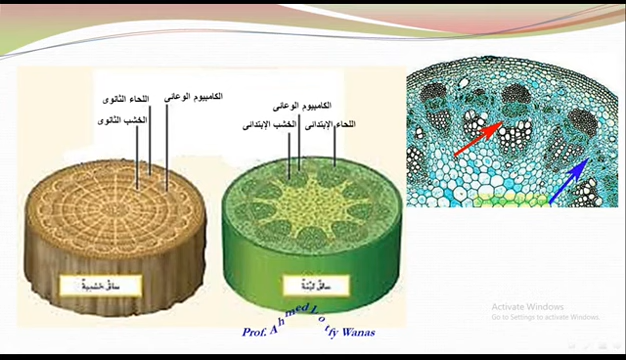 الكامبيوم الوعائى
اللحاء الثانوى
الخشب الثانوى
الكامبيوم الوعائى
اللحاء الإبتدائى
الخشب الإبتدائى
ساق خشبية
ساق لينة
Prof. Ahmed Lotfy Wanas
Activate Windows
Go to Settings to activate Windows.